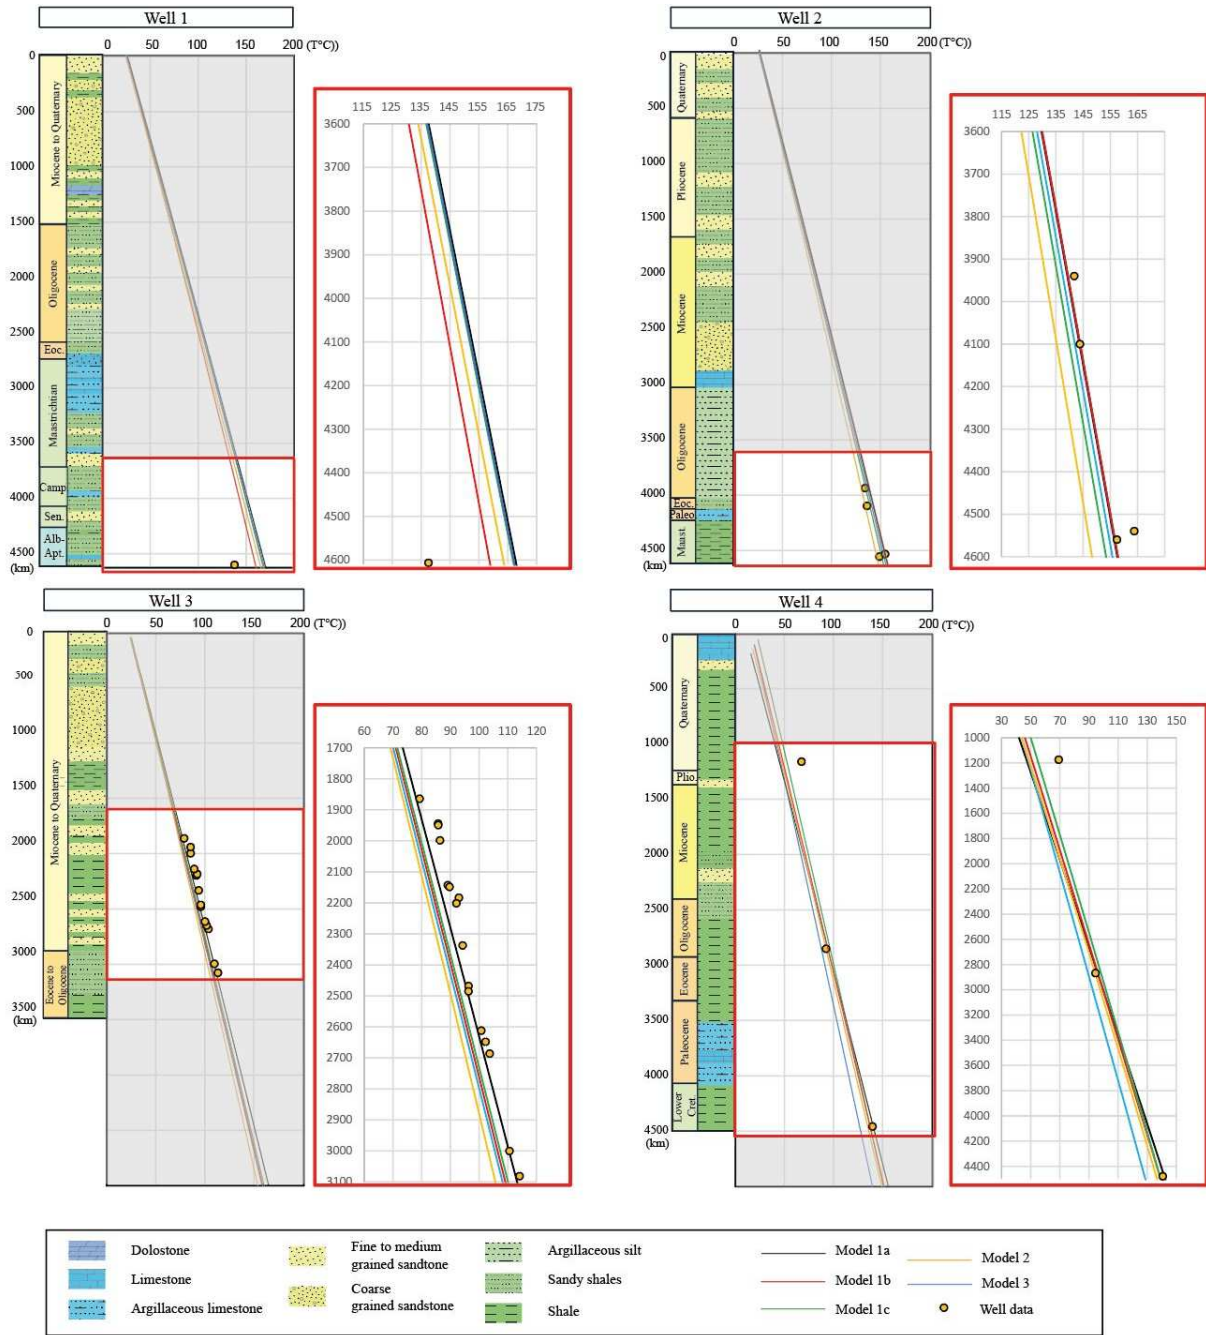 Well 1
0 50 100 150 200 (T°C))
0
500
1000
1500
2000
2500
3000
3500
4000
4500
(km)
Miocene to Quaternary
Oligocene
Eoc.
Maastrichtian
Camp
Sen.
Alb-
Apt.
115 125 135 145 155 165 175
3600
3700
3800
3900
4000
4100
4200
4300
4400
4500
4600
Well 2
0 50 100 150 200 (T°C))
0
500
1000
1500
2000
2500
3000
3500
4000
4500
(km)
Quaternary
Pliocene
Miocene
Oligocene
Eoc.
Paleo
Maast.
115 125 135 145 155 165
3600
3700
3800
3900
4000
4100
4200
4300
4400
4500
4600
Well 3
0 50 100 150 200 (T°C))
0
500
1000
1500
2000
2500
3000
3500
(km)
Miocene to Quaternary
Eocene to
Oligocene
60 70 80 90 100 110 120
1700
1800
1900
2000
2100
2200
2300
2400
2500
2600
2700
2800
2900
3000
3100
Well 4
0 50 100 150 200 (T°C))
0
500
1000
1500
2000
2500
3000
3500
4000
4500
(km)
Quaternary
Plio.
Miocene
Oligocene
Eocene
Paleocene
Lower
Cret.
30 50 70 90 110 130 150
1000
1200
1400
1600
1800
2000
2200
2400
2600
2800
3000
3200
3400
3600
3800
4000
4200
4400
Dolostone
Limestone
Argillaceous limestone
Fine to medium
grained sandtone
Coarse
grained sandstone
Argillaceous silt
Sandy shales
Shale
Model 1a
Model 1b
Model 1c
Model 2
Model 3
Well data